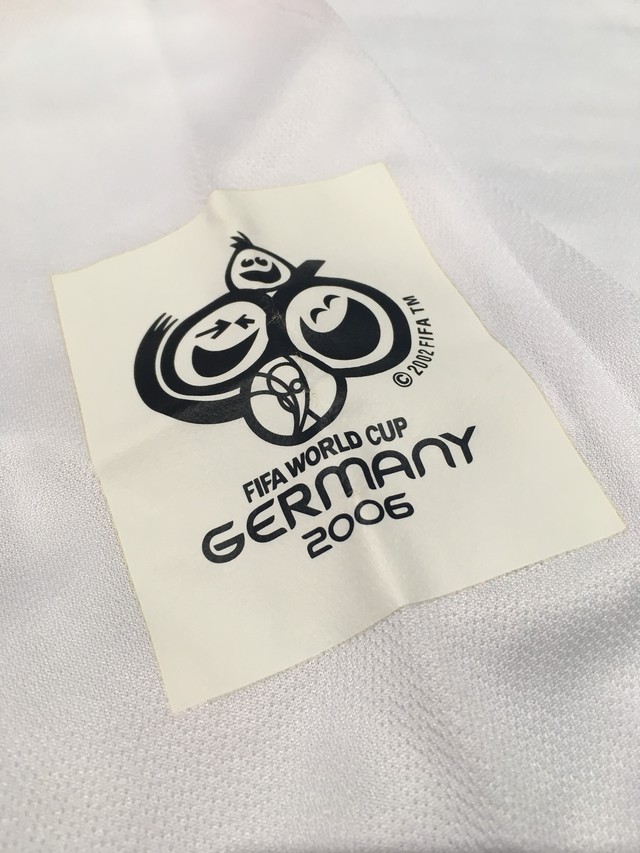 © 2002 FIFA TM
FIFA WORLD CUP
GERMANY
2006